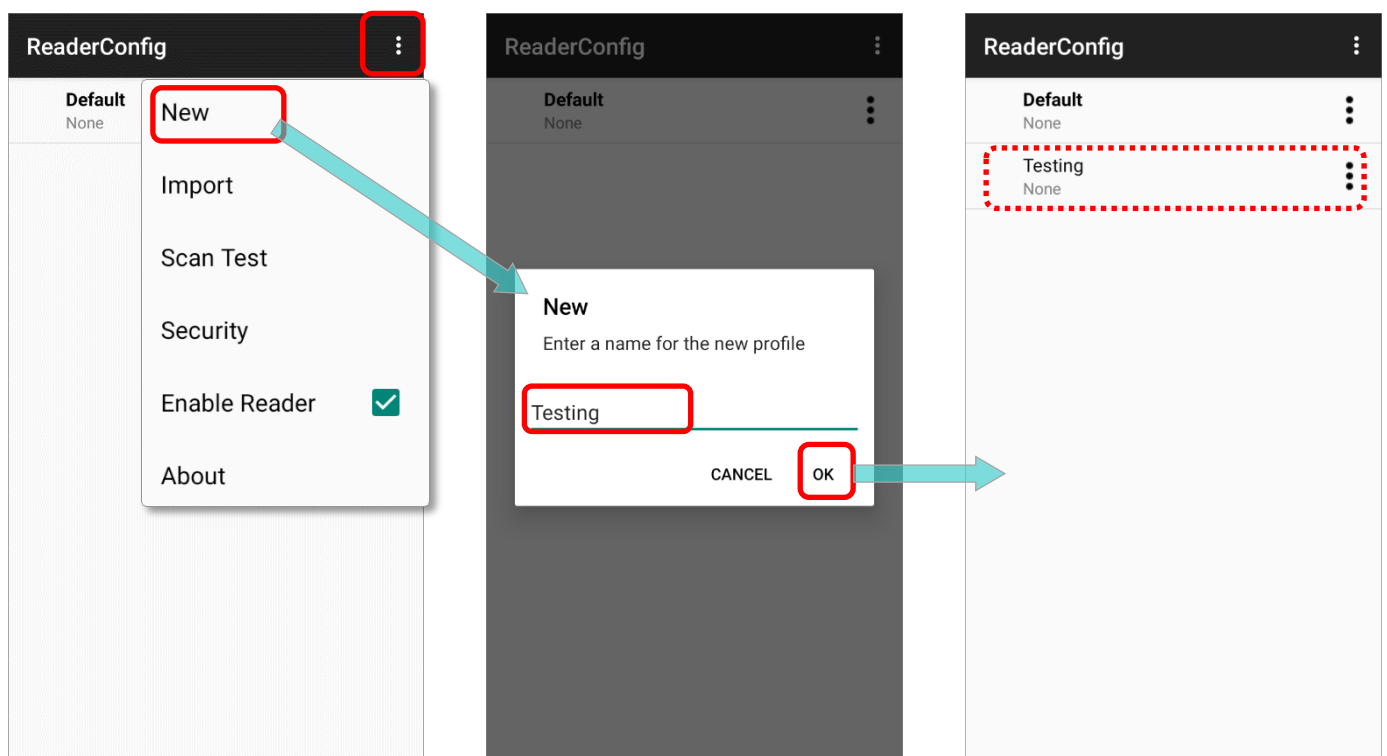 ReaderConfig
Default
None
New
Import
Scan Test
Security
Enable Reader
About
ReaderConfig
Default
None
New
Enter a name for the new profile
Testing
CANCEL OK
ReaderConfig
Default
None
Testing
None